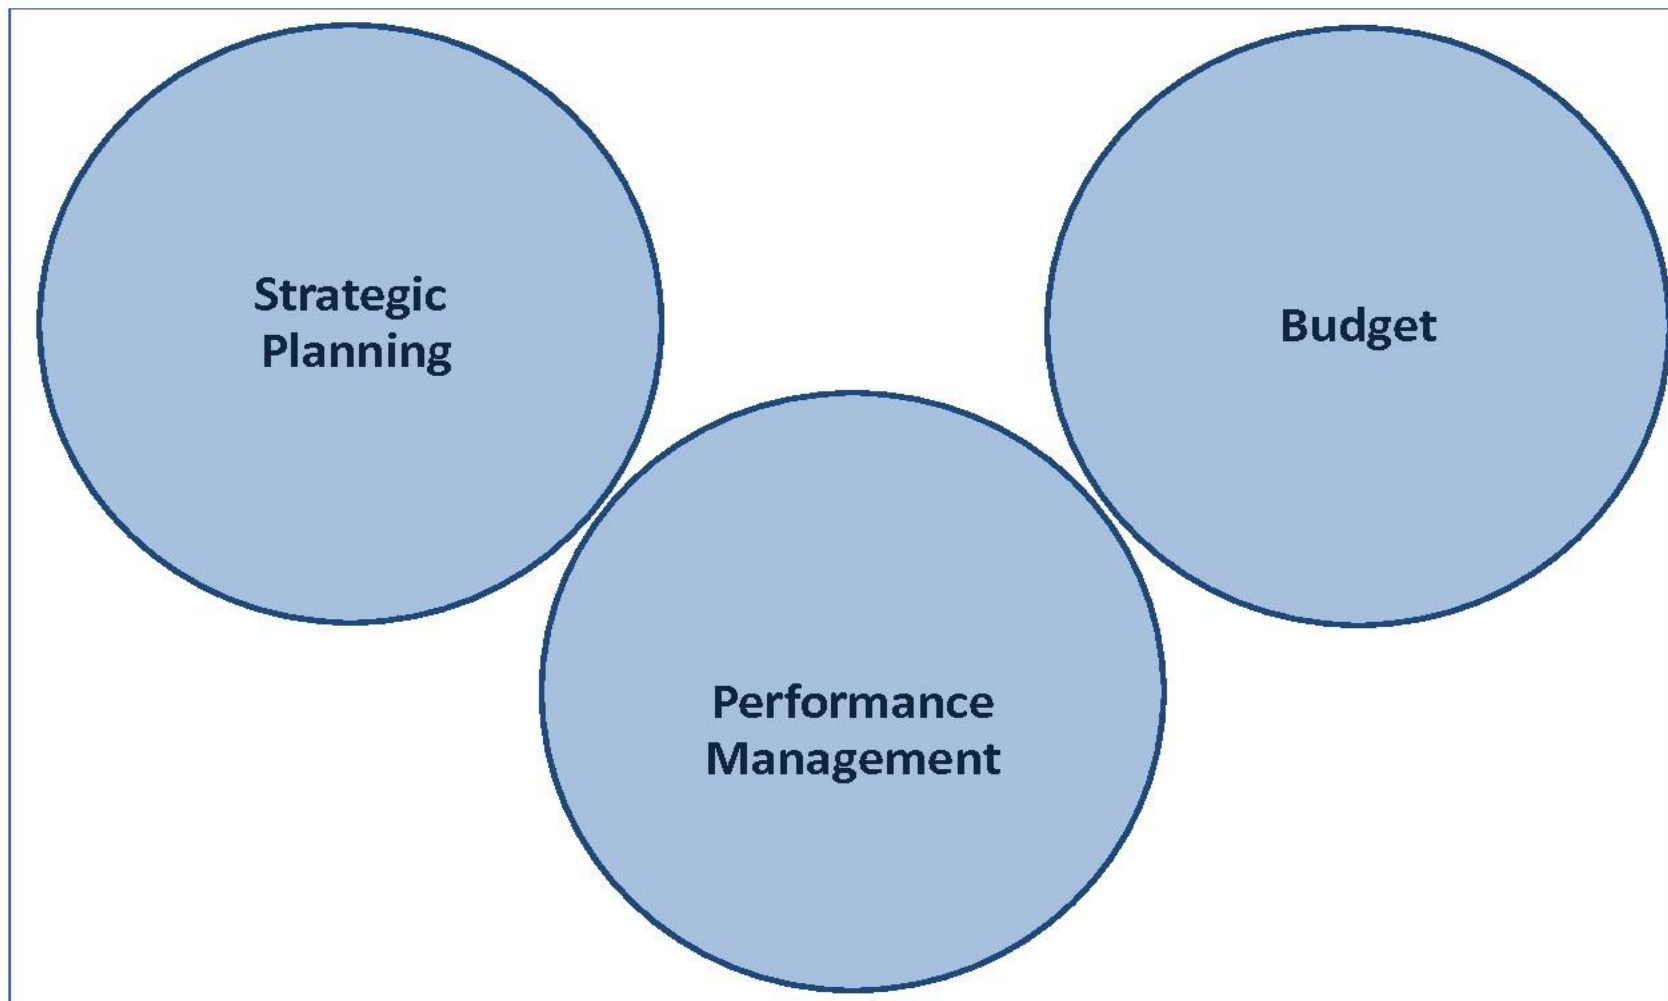 Strategic
Planning
Budget
Performance
Management